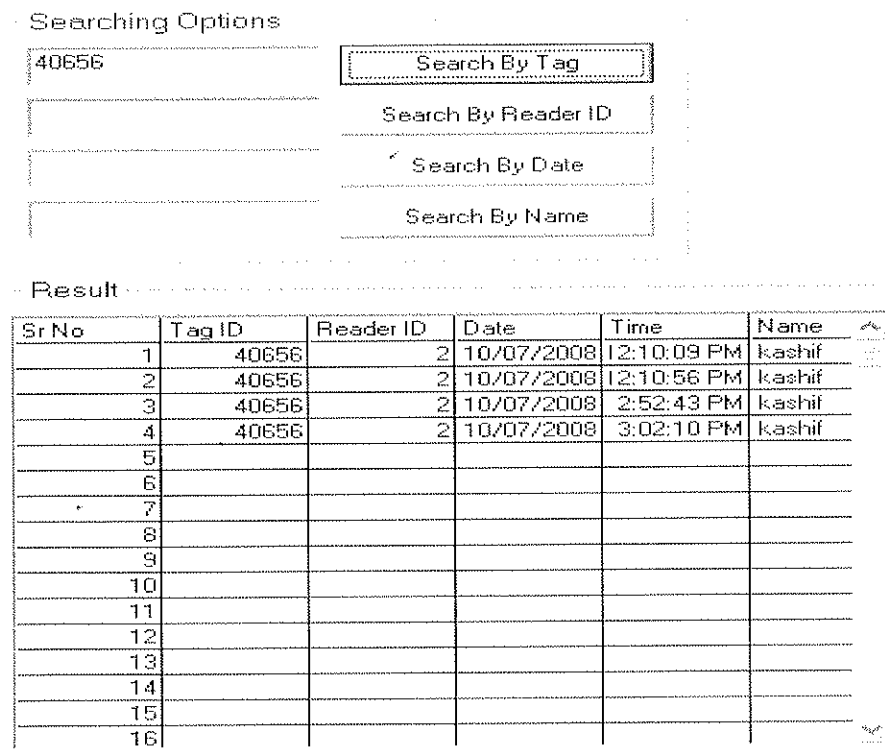 Searching Options
40656 Search By Tag
Search By Reader ID
Search By Date
Search By Name
Result
Sr No Tag ID Reader ID Date Time Name
1 40656 2 10/07/2008 12:10:09 PM kashif
2 40656 2 10/07/2008 12:10:56 PM kashif
3 40656 2 10/07/2008 2:52:43 PM kashif
4 40656 2 10/07/2008 3:02:10 PM kashif
5
6
7
8
9
10
11
12
13
14
15
16